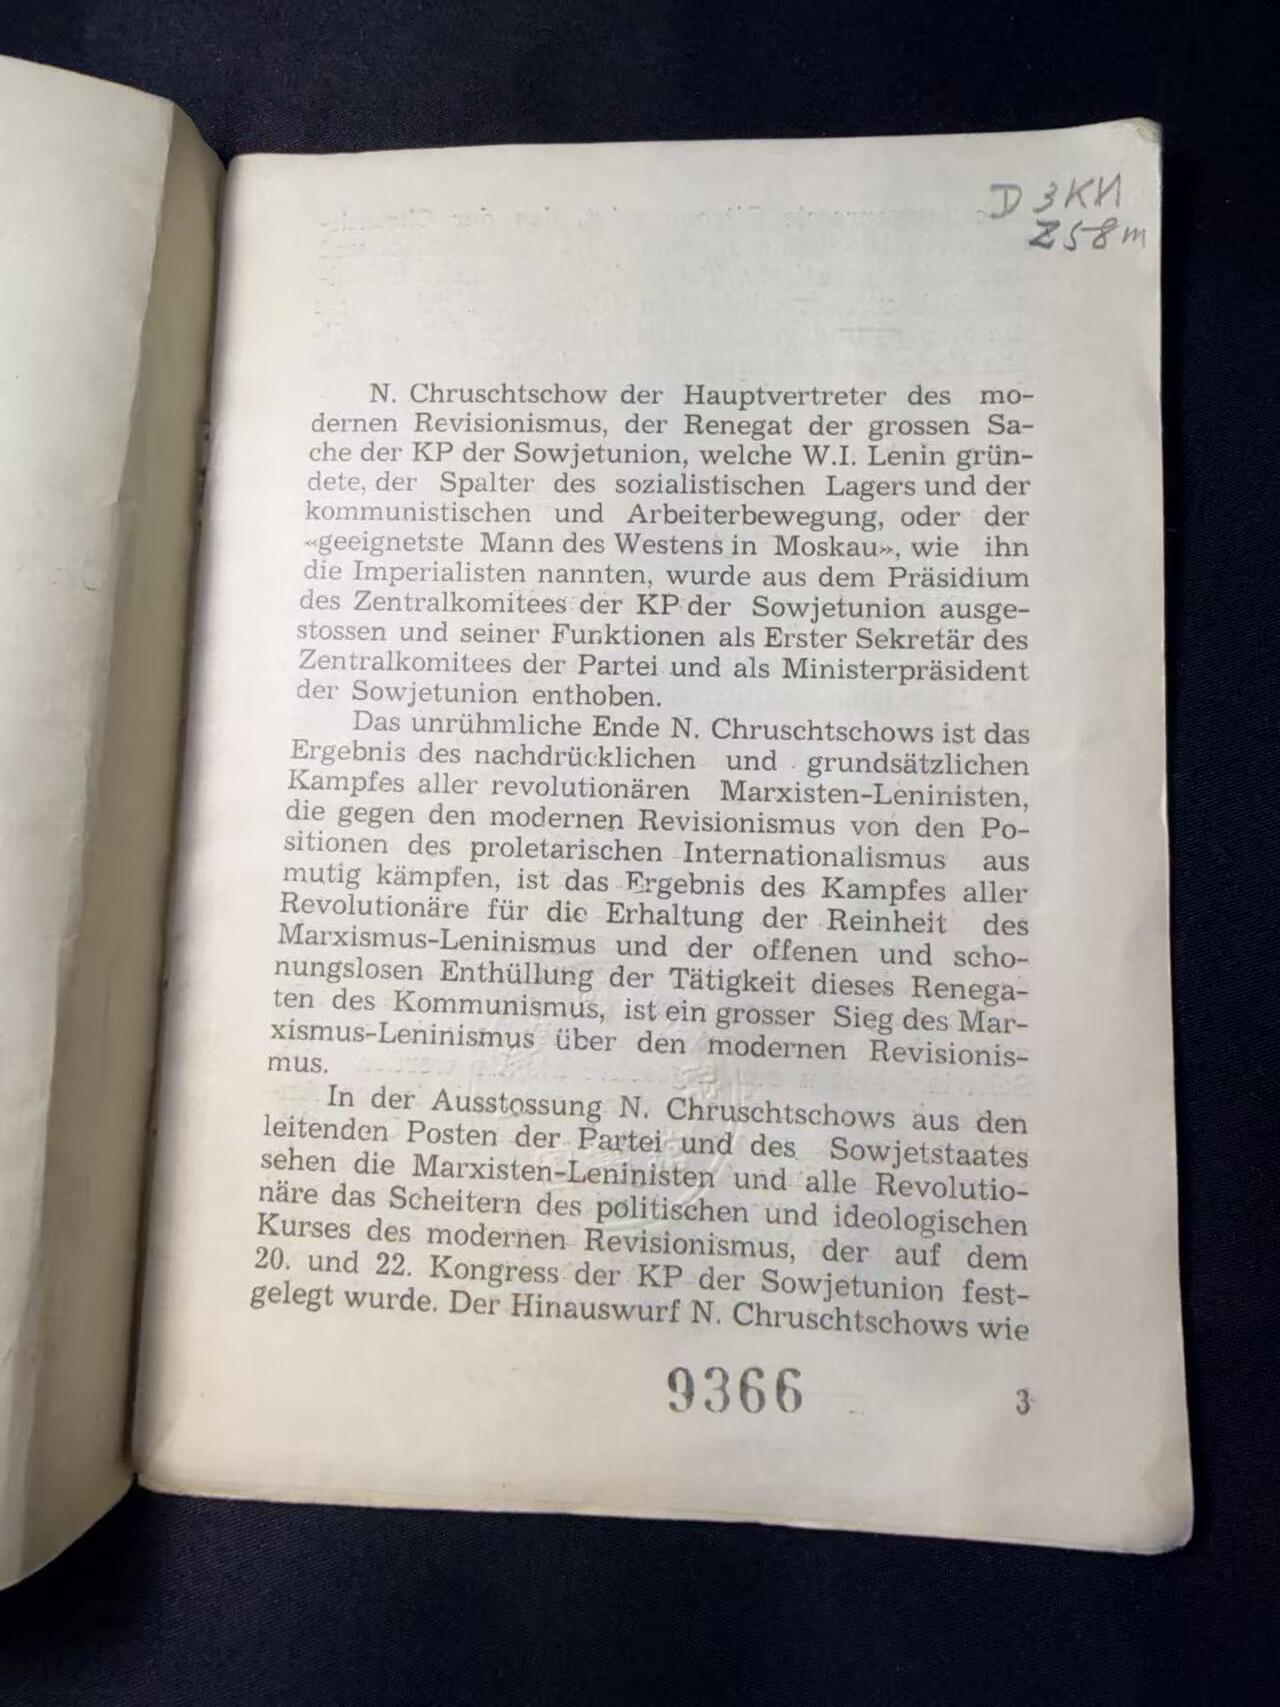 D 3KИ
Z58m
N. Chruschtschow der Hauptvertreter des mo-
dernen Revisionismus, der Renegat der grossen Sa-
che der KP der Sowjetunion, welche W.I. Lenin grün-
dete, der Spalter des sozialistischen Lagers und der
kommunistischen und Arbeiterbewegung, oder der
«geeignetste Mann des Westens in Moskau», wie ihn
die Imperialisten nannten, wurde aus dem Präsidium
des Zentralkomitees der KP der Sowjetunion ausge-
stossen und seiner Funktionen als Erster Sekretär des
Zentralkomitees der Partei und als Ministerpräsident
der Sowjetunion enthoben.
Das unrühmliche Ende N. Chruschtschows ist das
Ergebnis des nachdrücklichen und grundsätzlichen
Kampfes aller revolutionären Marxisten-Leninisten,
die gegen den modernen Revisionismus von den Po-
sitionen des proletarischen Internationalismus aus
mutig kämpfen, ist das Ergebnis des Kampfes aller
Revolutionäre für die Erhaltung der Reinheit des
Marxismus-Leninismus und der offenen und scho-
nungslosen Enthüllung der Tätigkeit dieses Renega-
ten des Kommunismus, ist ein grosser Sieg des Mar-
xismus-Leninismus über den modernen Revisionis-
mus.
In der Ausstossung N. Chruschtschows aus den
leitenden Posten der Partei und des Sowjetstaates
sehen die Marxisten-Leninisten und alle Revolutio-
näre das Scheitern des politischen und ideologischen
Kurses des modernen Revisionismus, der auf dem
20. und 22. Kongress der KP der Sowjetunion fest-
gelegt wurde. Der Hinauswurf N. Chruschtschows wie
9366
3